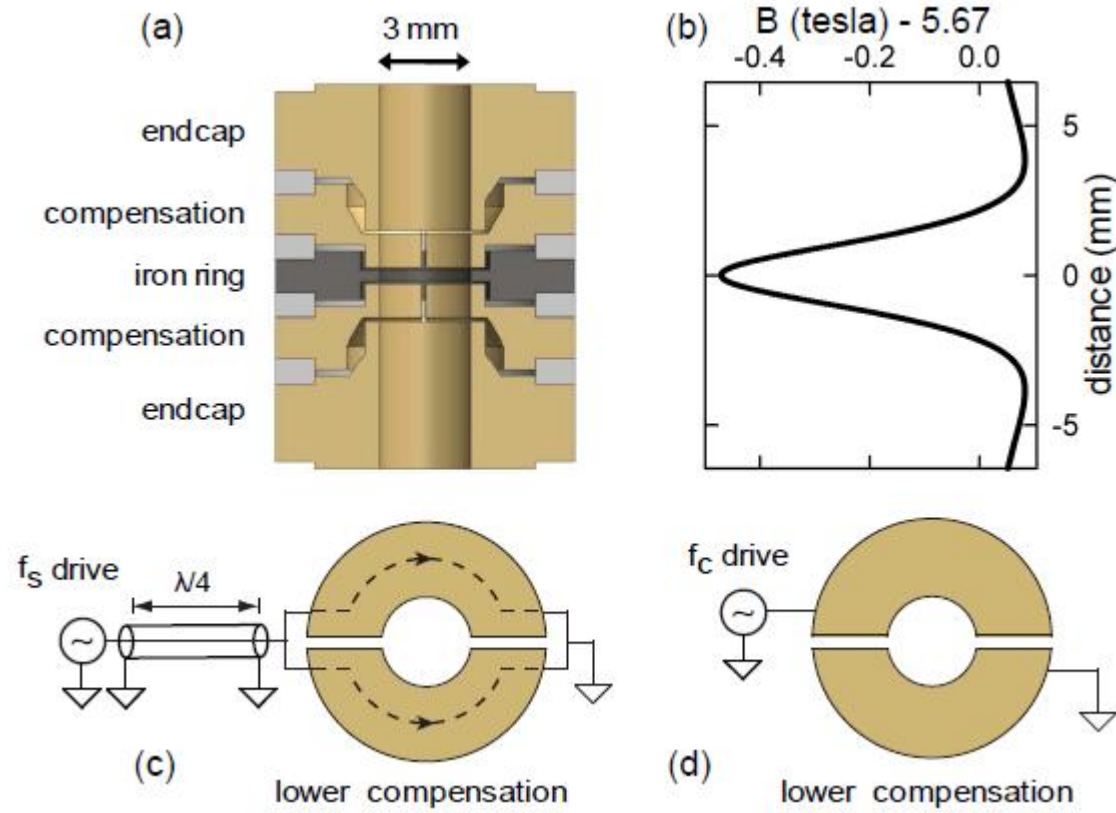 (a)
3 mm
endcap
compensation
iron ring
compensation
endcap
(b)
B (tesla) - 5.67
-0.4 -0.2 0.0
5
0
-5
distance (mm)
fs drive
λ/4
~
(c)
lower compensation
fc drive
~
(d)
lower compensation